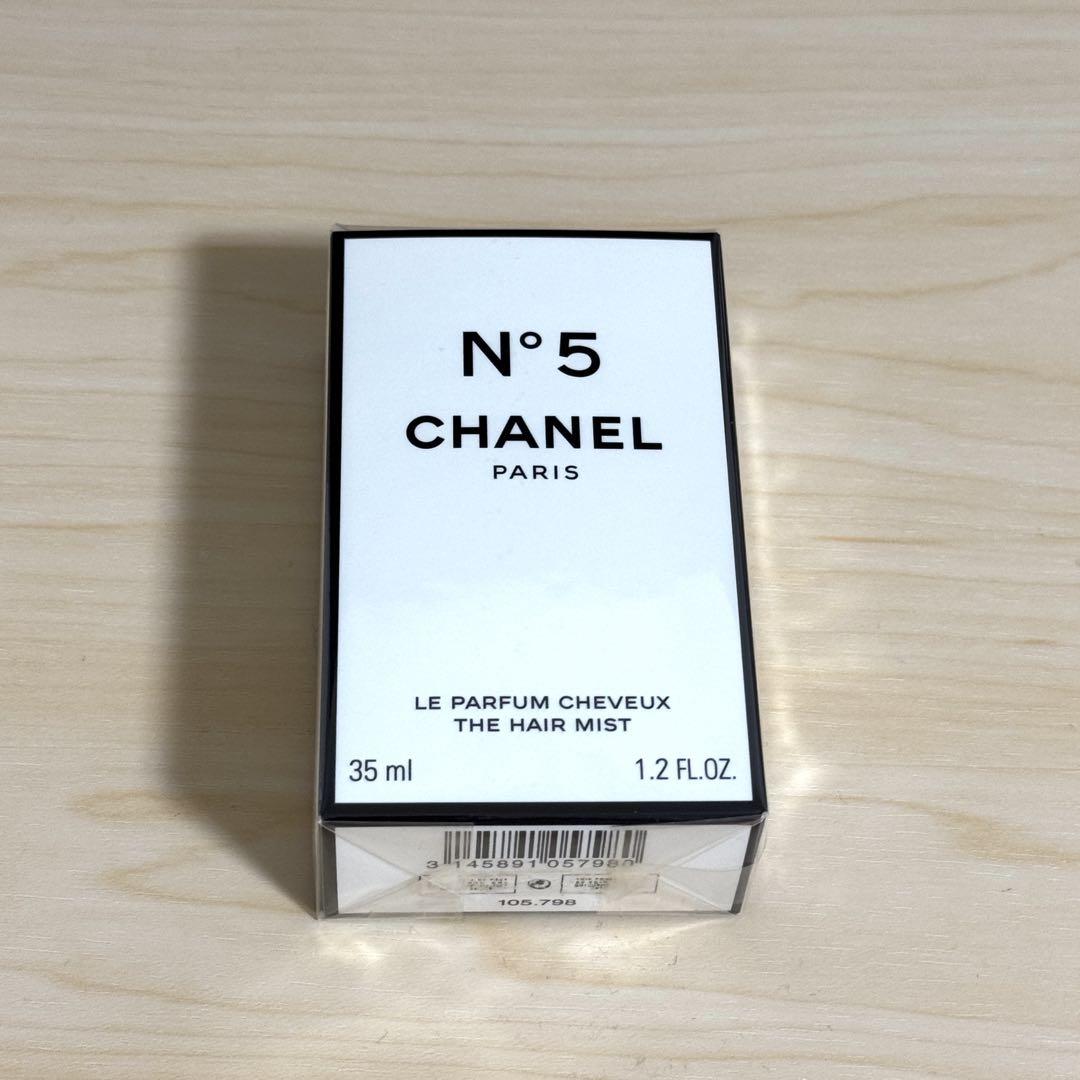 N°5
CHANEL
PARIS
LE PARFUM CHEVEUX
THE HAIR MIST
35 ml 1.2 FL.OZ.
3 145891 057980
105.798